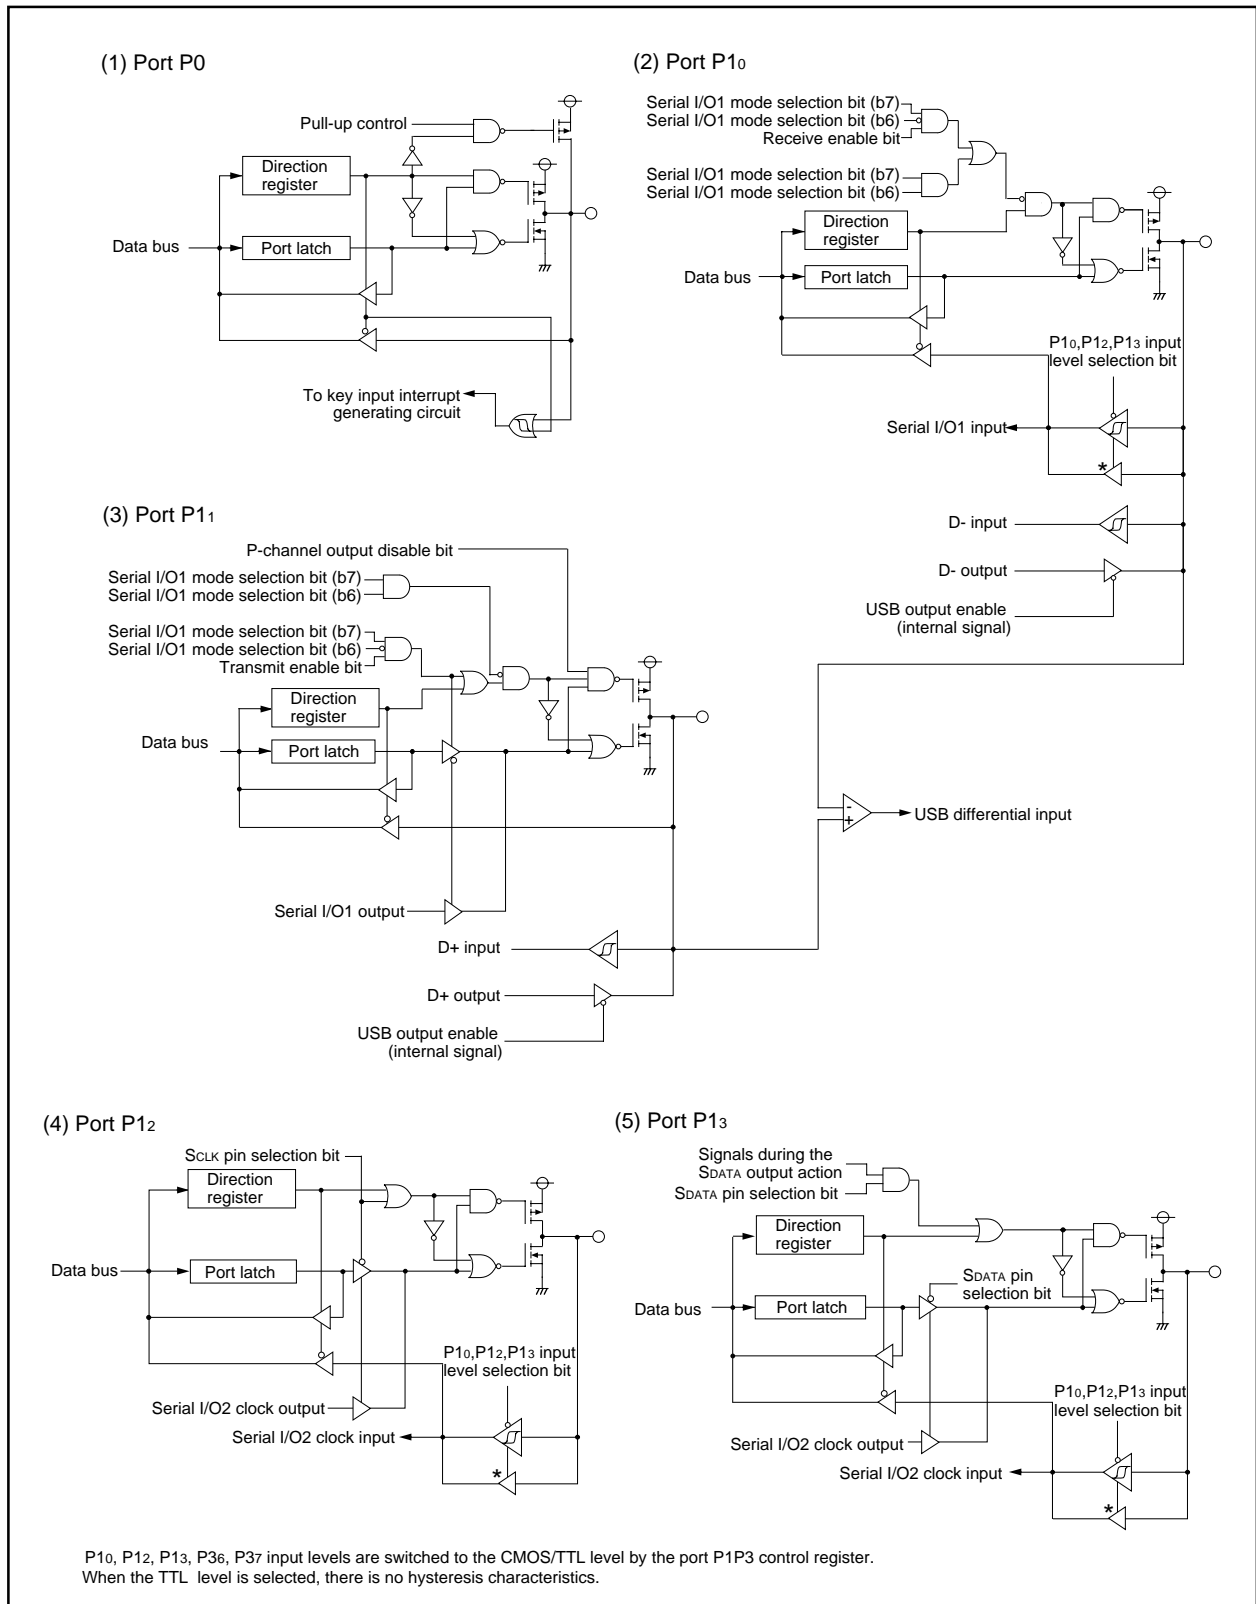 (1) Port P0
Pull-up control
Direction
register
Data bus
Port latch
To key input interrupt
generating circuit
(2) Port P10
Serial I/O1 mode selection bit (b7)
Serial I/O1 mode selection bit (b6)
Receive enable bit
Serial I/O1 mode selection bit (b7)
Serial I/O1 mode selection bit (b6)
Direction
register
Data bus
Port latch
P10,P12,P13 input
level selection bit
Serial I/O1 input
*
D- input
D- output
USB output enable
(internal signal)
(3) Port P11
P-channel output disable bit
Serial I/O1 mode selection bit (b7)
Serial I/O1 mode selection bit (b6)
Serial I/O1 mode selection bit (b7)
Serial I/O1 mode selection bit (b6)
Transmit enable bit
Direction
register
Data bus
Port latch
-
+
USB differential input
Serial I/O1 output
D+ input
D+ output
USB output enable
(internal signal)
(4) Port P12
SCLK pin selection bit
Direction
register
Data bus
Port latch
P10,P12,P13 input
level selection bit
Serial I/O2 clock output
Serial I/O2 clock input
*
(5) Port P13
Signals during the
SDATA output action
SDATA pin selection bit
Direction
register
SDATA pin
selection bit
Data bus
Port latch
P10,P12,P13 input
level selection bit
Serial I/O2 clock output
Serial I/O2 clock input
*
P10, P12, P13, P36, P37 input levels are switched to the CMOS/TTL level by the port P1P3 control register.
When the TTL level is selected, there is no hysteresis characteristics.